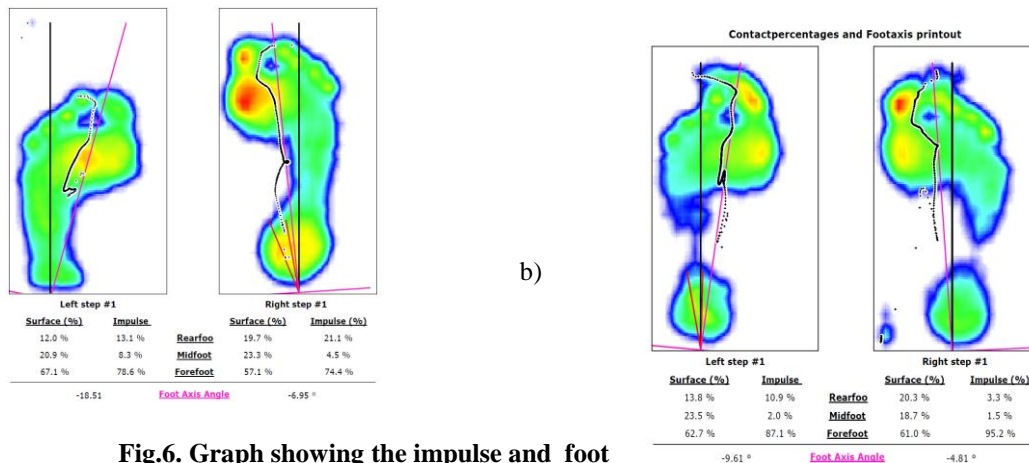 Contactpercentages and Footaxis printout
b)
Left step #1 Right step #1
Surface (%) Impulse Surface (%) Impulse (%)
12.0 % 13.1 % Rearfoo 19.7 % 21.1 %
20.9 % 8.3 % Midfoot 23.3 % 4.5 %
67.1 % 78.6 % Forefoot 57.1 % 74.4 %
-18.51 Foot Axis Angle -6.95 °
Left step #1 Right step #1
Surface (%) Impulse Surface (%) Impulse (%)
13.8 % 10.9 % Rearfoo 20.3 % 3.3 %
23.5 % 2.0 % Midfoot 18.7 % 1.5 %
62.7 % 87.1 % Forefoot 61.0 % 95.2 %
-9.61 ° Foot Axis Angle -4.81 °
Fig.6. Graph showing the impulse and foot